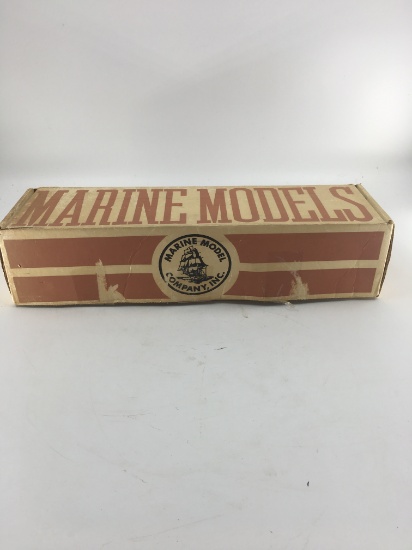 MARINE MODELS
MARINE MODEL
COMPANY, INC.